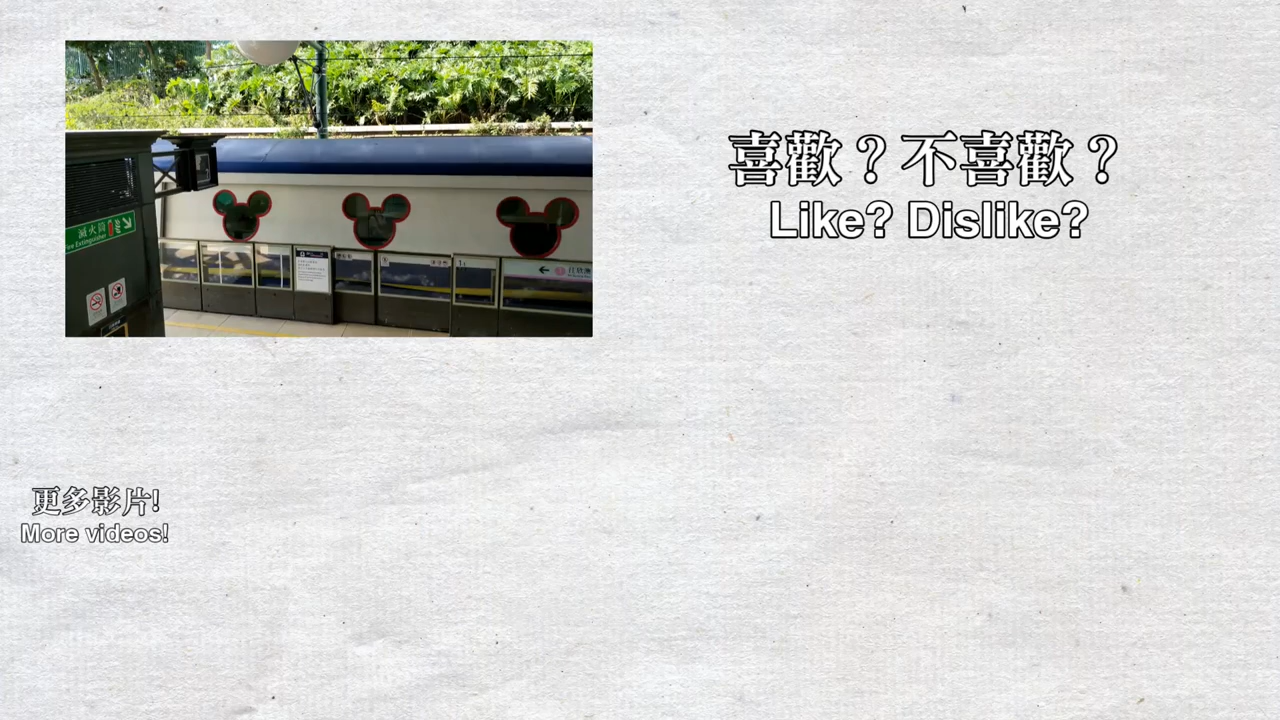 滅火筒
Fire Extinguisher
喜歡？不喜歡？
Like? Dislike?
更多影片!
More videos!